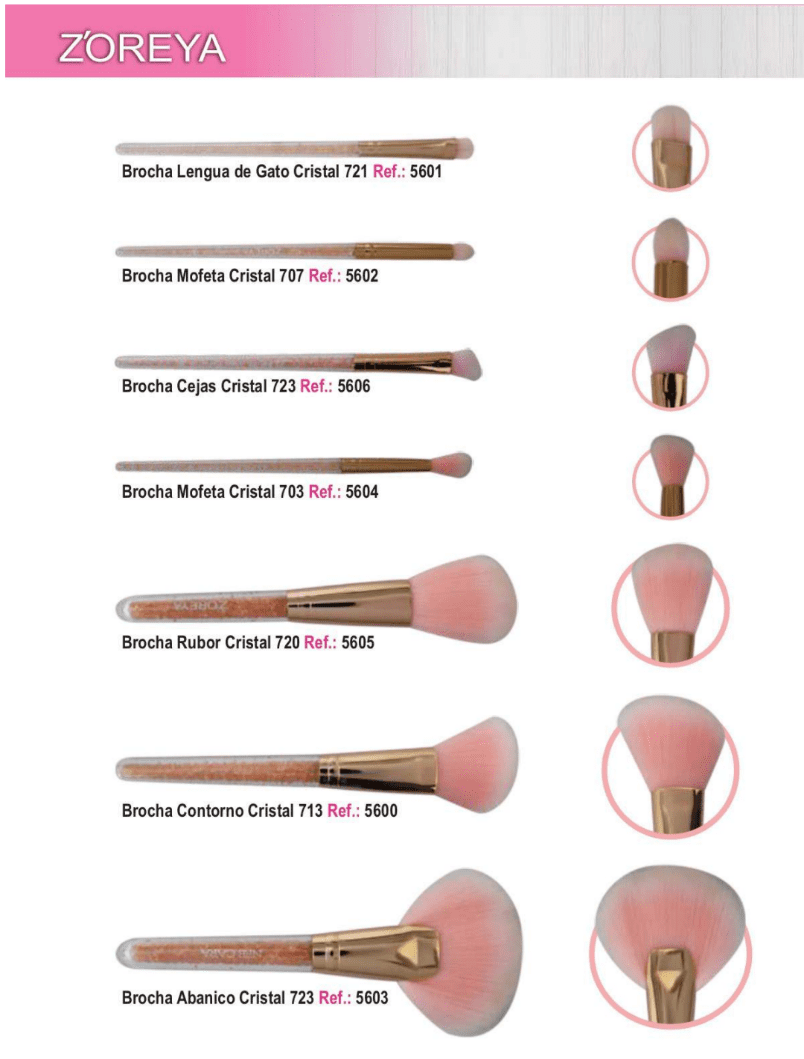 Z'OREYA
Brocha Lengua de Gato Cristal 721 Ref.: 5601
Brocha Mofeta Cristal 707 Ref.: 5602
Brocha Cejas Cristal 723 Ref.: 5606
Brocha Mofeta Cristal 703 Ref.: 5604
ZOREYA
Brocha Rubor Cristal 720 Ref.: 5605
Brocha Contorno Cristal 713 Ref.: 5600
Brocha Abanico Cristal 723 Ref.: 5603